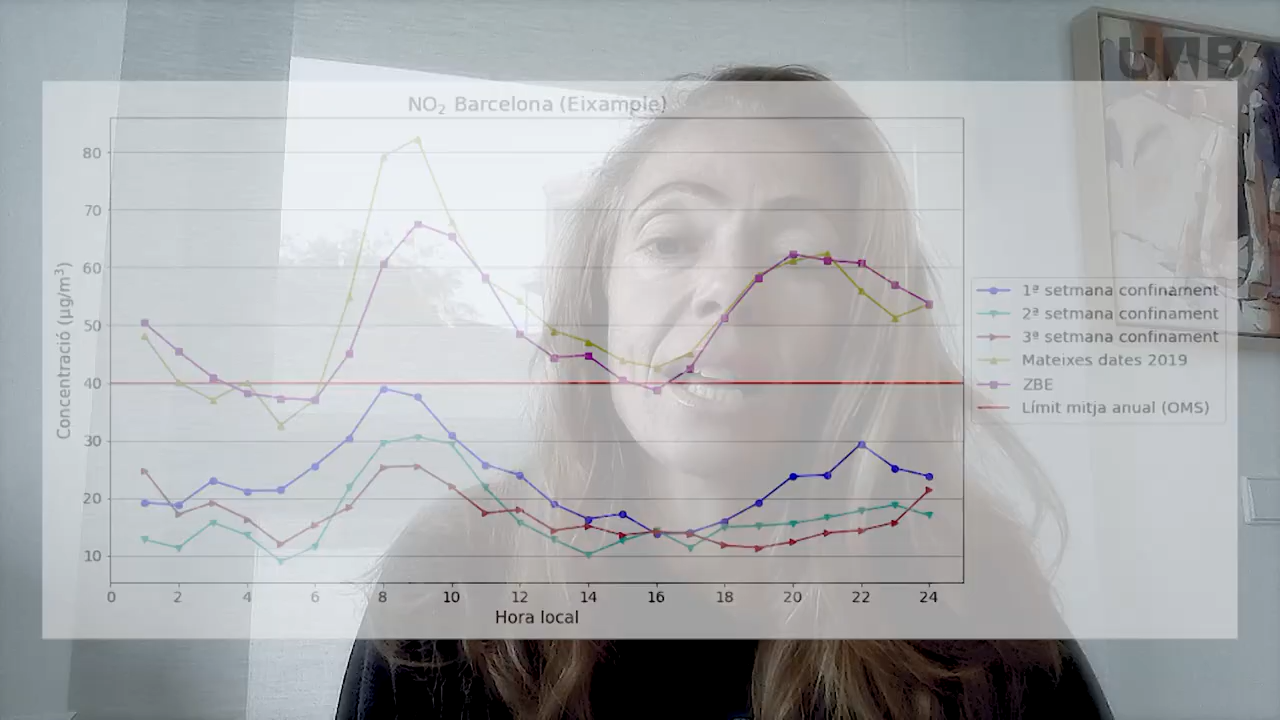 UAB
NO₂ Barcelona (Eixample)
Concentració (µg/m³)
80
70
60
50
40
30
20
10
0 2 4 6 8 10 12 14 16 18 20 22 24
Hora local
1ª setmana confinament
2ª setmana confinament
3ª setmana confinament
Mateixes dates 2019
ZBE
Límit mitja anual (OMS)